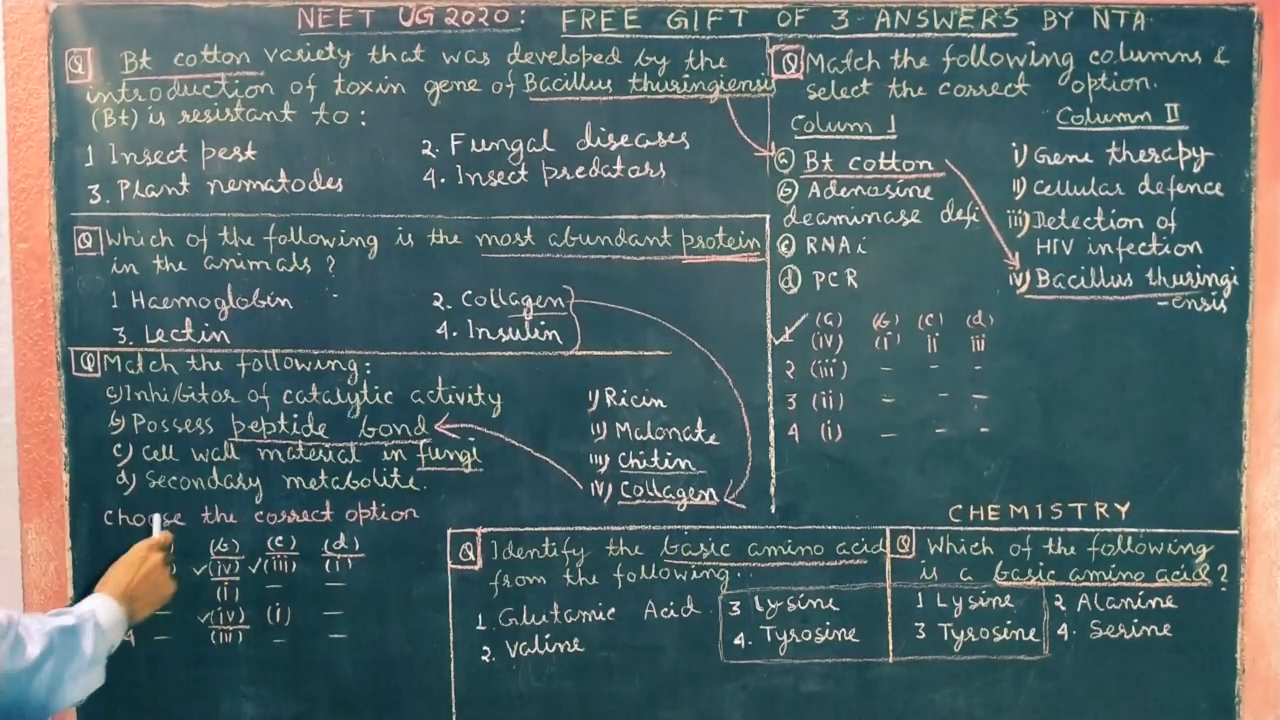 NEET UG 2020: FREE GIFT OF 3 ANSWERS BY NTA
Q Bt cotton variety that was developed by the
introduction of toxin gene of Bacillus thuringiensis
(Bt) is resistant to:
1 Insect pest 2. Fungal diseases
3. Plant nematodes 4. Insect predators
Q Which of the following is the most abundant protein
in the animals ?
1 Haemoglobin 2. Collagen
3. Lectin 4. Insulin
Q Match the following:
a) Inhibitor of catalytic activity i) Ricin
b) Possess peptide bond ii) Malonate
c) Cell wall material in fungi iii) Chitin
d) Secondary metabolite. iv) Collagen
Choose the correct option
(b) (c) (d)
(iv) (iii) (i)
(i) - -
- (iv) (i) -
4 - (iii) - -
Q Match the following columns &
select the correct option.
Column I Column II
a) Bt cotton i) Gene therapy
b) Adenosine ii) Cellular defence
deaminase defi iii) Detection of
c) RNAi HIV infection
d) PCR iv) Bacillus thuringi
-ensis
(a) (b) (c) (d)
1 (iv) (i) ii iii
2 (iii) - - -
3 (ii) - - -
4 (i) - - -
CHEMISTRY
Q Identify the basic amino acid
from the following.
1. Glutamic Acid 3 Lysine
2. Valine 4. Tyrosine
Q Which of the following
is a basic amino acid?
1 Lysine 2 Alanine
3 Tyrosine 4. Serine